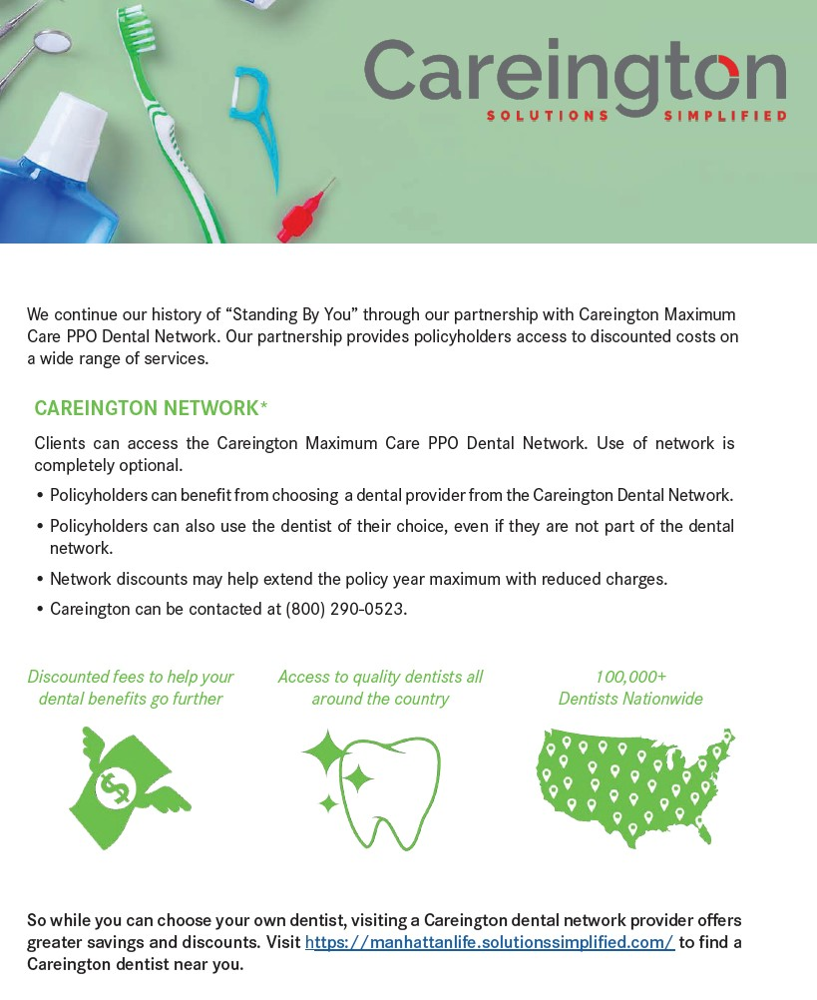 Careington
SOLUTIONS SIMPLIFIED
We continue our history of “Standing By You” through our partnership with Careington Maximum
Care PPO Dental Network. Our partnership provides policyholders access to discounted costs on
a wide range of services.
CAREINGTON NETWORK*
Clients can access the Careington Maximum Care PPO Dental Network. Use of network is
completely optional.
• Policyholders can benefit from choosing a dental provider from the Careington Dental Network.
• Policyholders can also use the dentist of their choice, even if they are not part of the dental
network.
• Network discounts may help extend the policy year maximum with reduced charges.
• Careington can be contacted at (800) 290-0523.
Discounted fees to help your
dental benefits go further
Access to quality dentists all
around the country
100,000+
Dentists Nationwide
$
So while you can choose your own dentist, visiting a Careington dental network provider offers
greater savings and discounts. Visit https://manhattanlife.solutionssimplified.com/ to find a
Careington dentist near you.